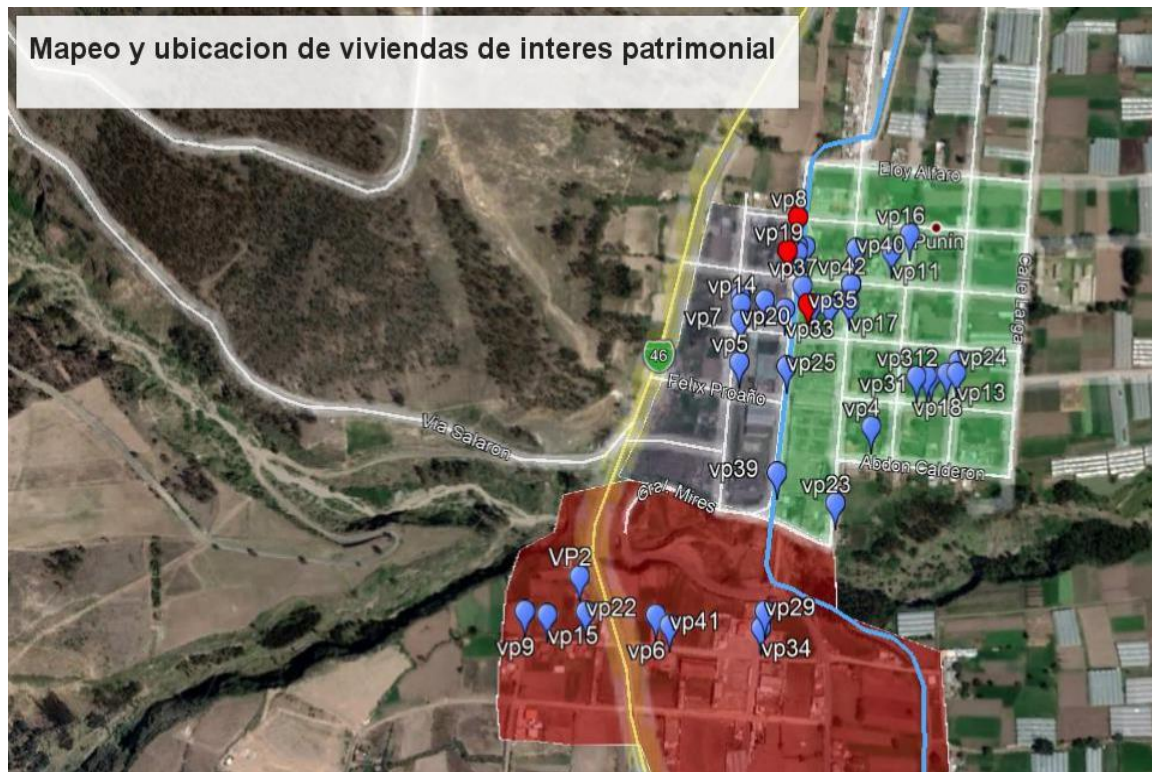 Mapeo y ubicacion de viviendas de interes patrimonial
Eloy Alfaro
vp8
vp16
vp19
vp40
Punín
vp37
vp42
vp11
Calle Larga
vp14
vp35
vp7
vp20
vp17
vp33
vp5
46
vp25
vp312
vp24
Felix Proaño
vp31
vp13
vp18
vp4
Via Salaron
vp39
Abdon Calderon
Gral. Mires
vp23
VP2
vp22
vp29
vp41
vp9
vp15
vp6
vp34